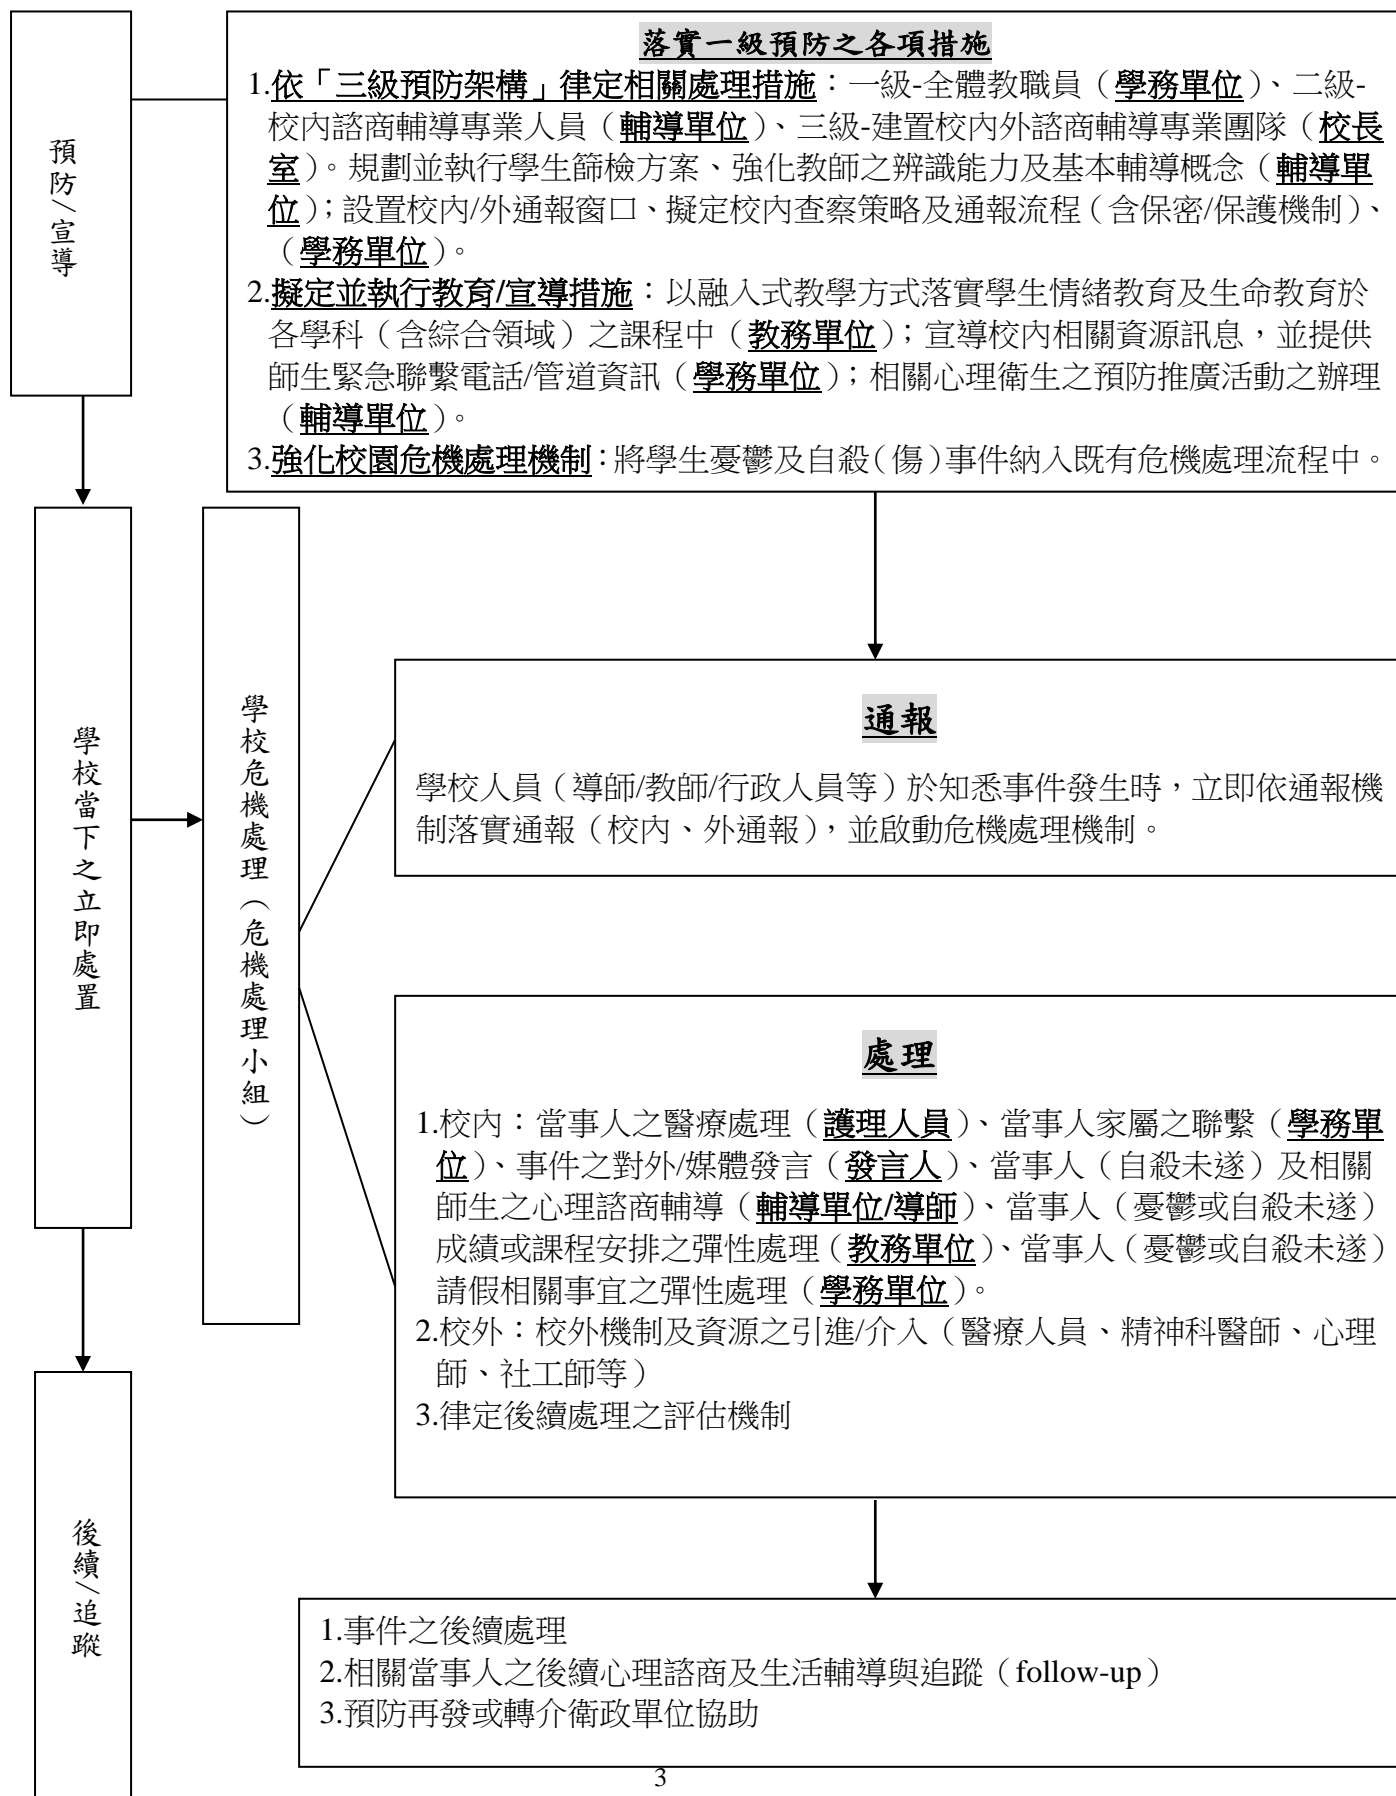 預防/宣導
落實一級預防之各項措施
1.依「三級預防架構」律定相關處理措施：一級-全體教職員（學務單位）、二級-
校內諮商輔導專業人員（輔導單位）、三級-建置校內外諮商輔導專業團隊（校長
室）。規劃並執行學生篩檢方案、強化教師之辨識能力及基本輔導概念（輔導單
位）；設置校內/外通報窗口、擬定校內查察策略及通報流程（含保密/保護機制）、
（學務單位）。
2.擬定並執行教育/宣導措施：以融入式教學方式落實學生情緒教育及生命教育於
各學科（含綜合領域）之課程中（教務單位）；宣導校內相關資源訊息，並提供
師生緊急聯繫電話/管道資訊（學務單位）；相關心理衛生之預防推廣活動之辦理
（輔導單位）。
3.強化校園危機處理機制：將學生憂鬱及自殺（傷）事件納入既有危機處理流程中。
學校當下之立即處置
學校危機處理（危機處理小組）
通報
學校人員（導師/教師/行政人員等）於知悉事件發生時，立即依通報機
制落實通報（校內、外通報），並啟動危機處理機制。
處理
1.校內：當事人之醫療處理（護理人員）、當事人家屬之聯繫（學務單
位）、事件之對外/媒體發言（發言人）、當事人（自殺未遂）及相關
師生之心理諮商輔導（輔導單位/導師）、當事人（憂鬱或自殺未遂）
成績或課程安排之彈性處理（教務單位）、當事人（憂鬱或自殺未遂）
請假相關事宜之彈性處理（學務單位）。
2.校外：校外機制及資源之引進/介入（醫療人員、精神科醫師、心理
師、社工師等）
3.律定後續處理之評估機制
後續/追蹤
1.事件之後續處理
2.相關當事人之後續心理諮商及生活輔導與追蹤（follow-up）
3.預防再發或轉介衛政單位協助
3